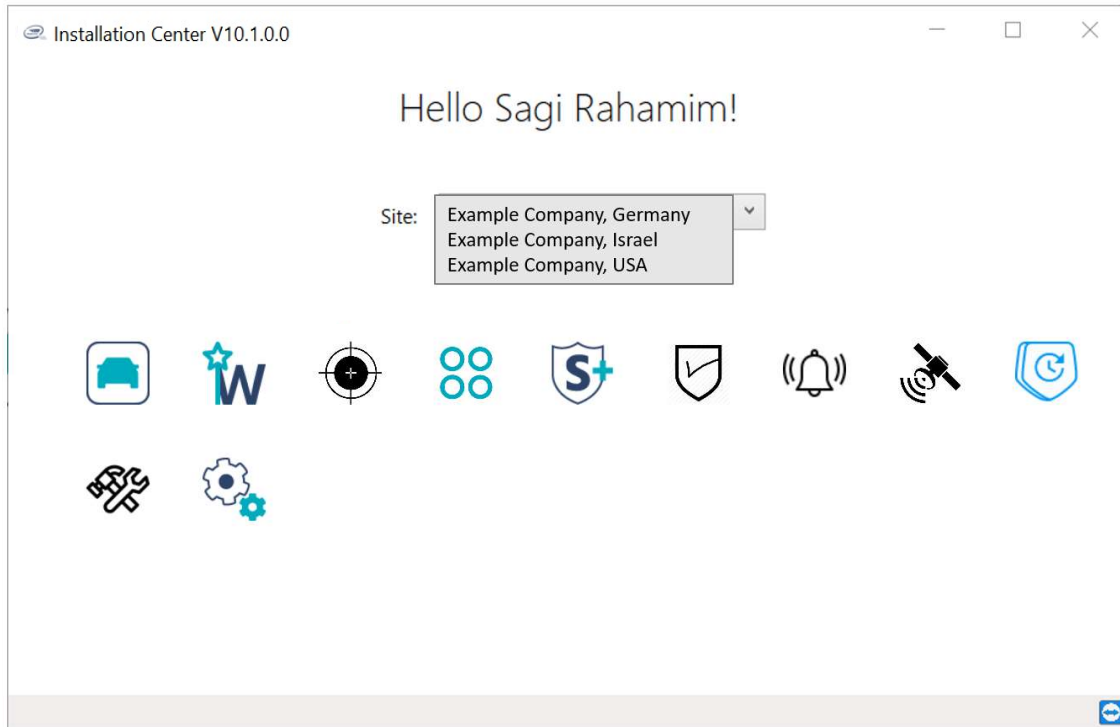 Installation Center V10.1.0.0
Hello Sagi Rahamim!
Site:
Example Company, Germany
Example Company, Israel
Example Company, USA
W
S+